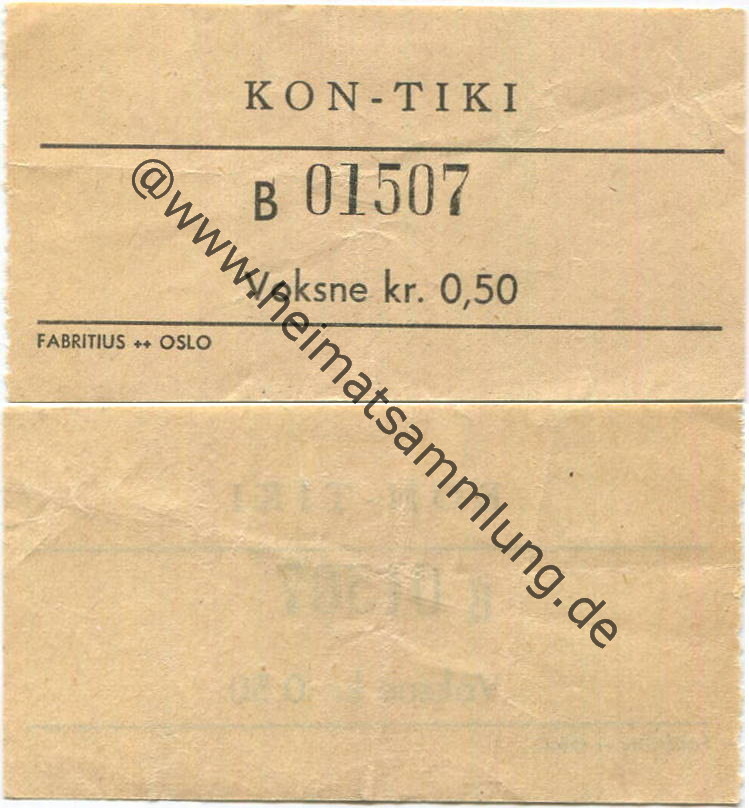 KON-TIKI
B 01507
Voksne kr. 0,50
FABRITIUS ++ OSLO
@www.heimatsammlung.de